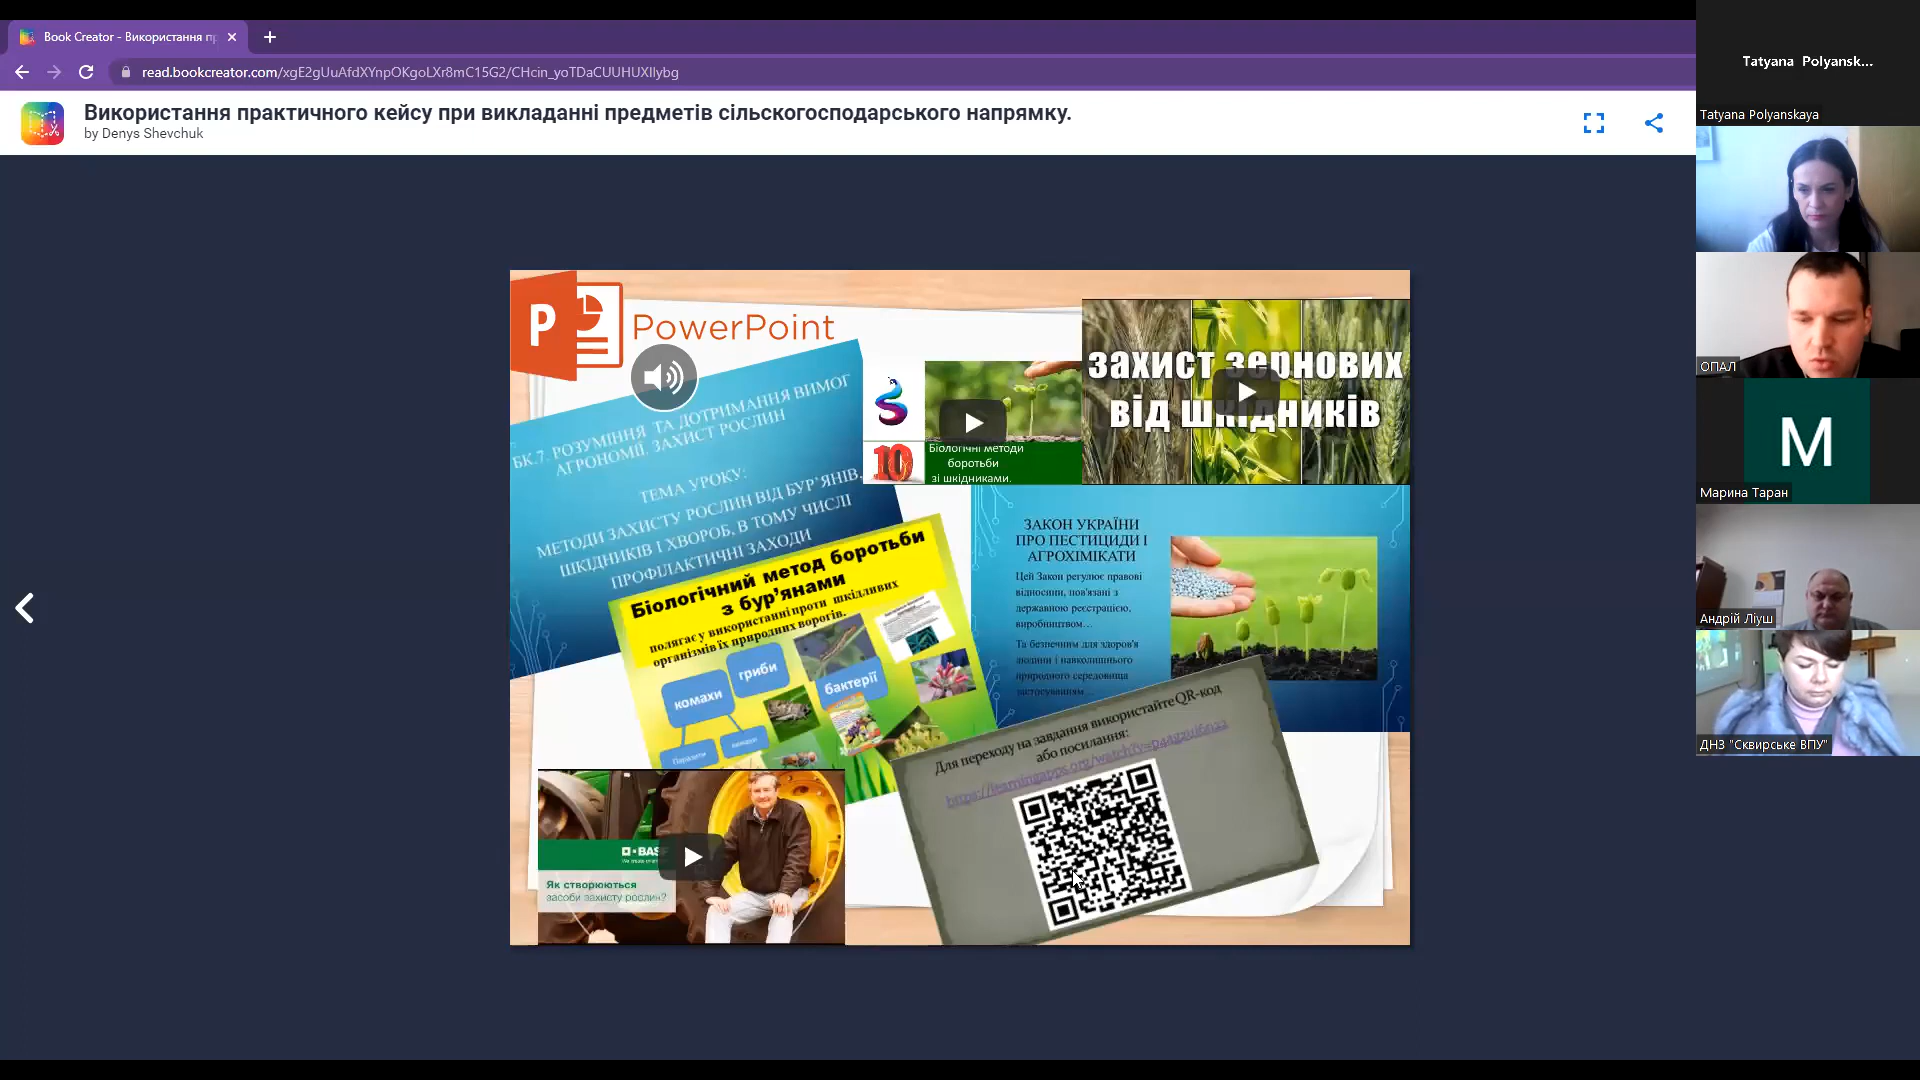 Book Creator - Використання п
read.bookcreator.com/xgE2gUuAfdXYnpOKgoLXr8mC15G2/CHcin_yoTDaCUUHUXIlybg
Використання практичного кейсу при викладанні предметів сільскогосподарського напрямку.
by Denys Shevchuk
P PowerPoint
БК.7. РОЗУМІННЯ ТА ДОТРИМАННЯ ВИМОГ
АГРОНОМІЇ. ЗАХИСТ РОСЛИН
ТЕМА УРОКУ:
МЕТОДИ ЗАХИСТУ РОСЛИН ВІД БУР'ЯНІВ,
ШКІДНИКІВ І ХВОРОБ, В ТОМУ ЧИСЛІ
ПРОФІЛАКТИЧНІ ЗАХОДИ
10
Біологічні методи
боротьби
зі шкідниками.
захист зернових
від шкідників
Біологічний метод боротьби
з бур'янами
полягає у використанні проти шкідливих
організмів їх природних ворогів.
комахи
гриби
бактерії
ЗАКОН УКРАЇНИ
ПРО ПЕСТИЦИДИ І
АГРОХІМІКАТИ
Цей Закон регулює правові
відносини, пов'язані з
державною реєстрацією,
виробництвом...
Та безпечним для здоров'я
людини і навколишнього
природного середовища
застосуванням...
Для переходу на завдання використайте QR-код
або посилання:
BASF
Як створюються
засоби захисту рослин?
Tatyana Polyansk...
Tatyana Polyanskaya
ОПАЛ
М
Марина Таран
Андрій Ліуш
ДНЗ "Сквирське ВПУ"